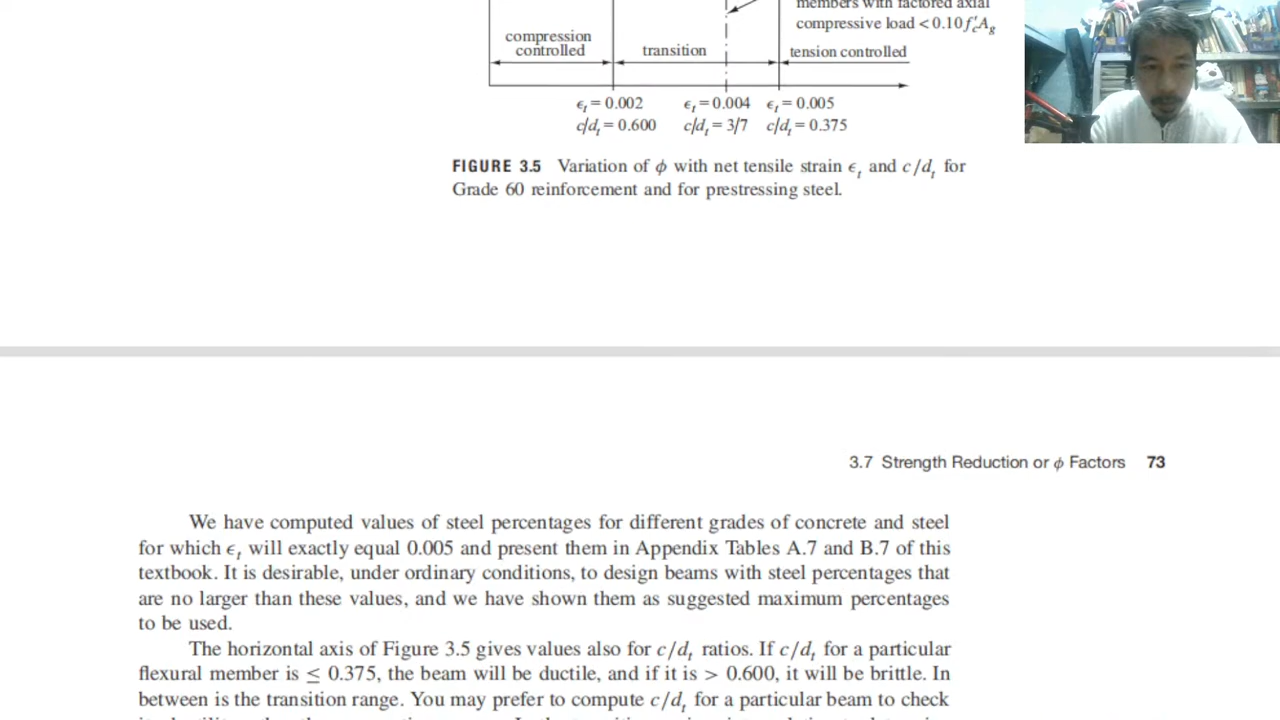 members with factored axial
compressive load < 0.10 f′cAg
compression
controlled
transition
tension controlled
ϵt = 0.002
ϵt = 0.004
ϵt = 0.005
c/dt = 0.600
c/dt = 3/7
c/dt = 0.375
FIGURE 3.5 Variation of ϕ with net tensile strain ϵt and c/dt for
Grade 60 reinforcement and for prestressing steel.
3.7 Strength Reduction or ϕ Factors 73
We have computed values of steel percentages for different grades of concrete and steel
for which ϵt will exactly equal 0.005 and present them in Appendix Tables A.7 and B.7 of this
textbook. It is desirable, under ordinary conditions, to design beams with steel percentages that
are no larger than these values, and we have shown them as suggested maximum percentages
to be used.
The horizontal axis of Figure 3.5 gives values also for c/dt ratios. If c/dt for a particular
flexural member is ≤ 0.375, the beam will be ductile, and if it is > 0.600, it will be brittle. In
between is the transition range. You may prefer to compute c/dt for a particular beam to check